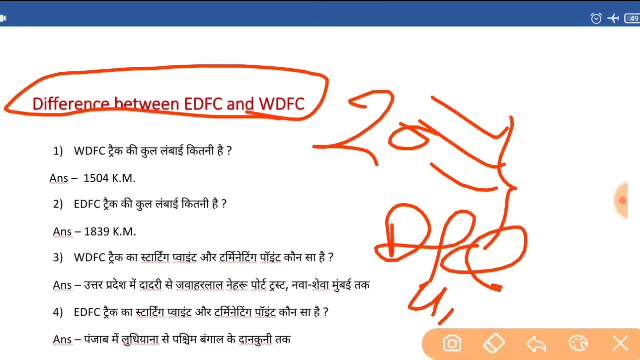 49
Difference between EDFC and WDFC
1) WDFC ट्रैक की कुल लंबाई कितनी है ?
Ans – 1504 K.M.
2) EDFC ट्रैक की कुल लंबाई कितनी है ?
Ans – 1839 K.M.
3) WDFC ट्रैक का स्टार्टिंग प्वाइंट और टर्मिनेटिंग पॉइंट कौन सा है ?
Ans – उत्तर प्रदेश में दादरी से जवाहरलाल नेहरू पोर्ट ट्रस्ट, नवा-शेवा मुंबई तक
4) EDFC ट्रैक का स्टार्टिंग प्वाइंट और टर्मिनेटिंग पॉइंट कौन सा है ?
Ans – पंजाब में लुधियाना से पश्चिम बंगाल के दानकुनी तक